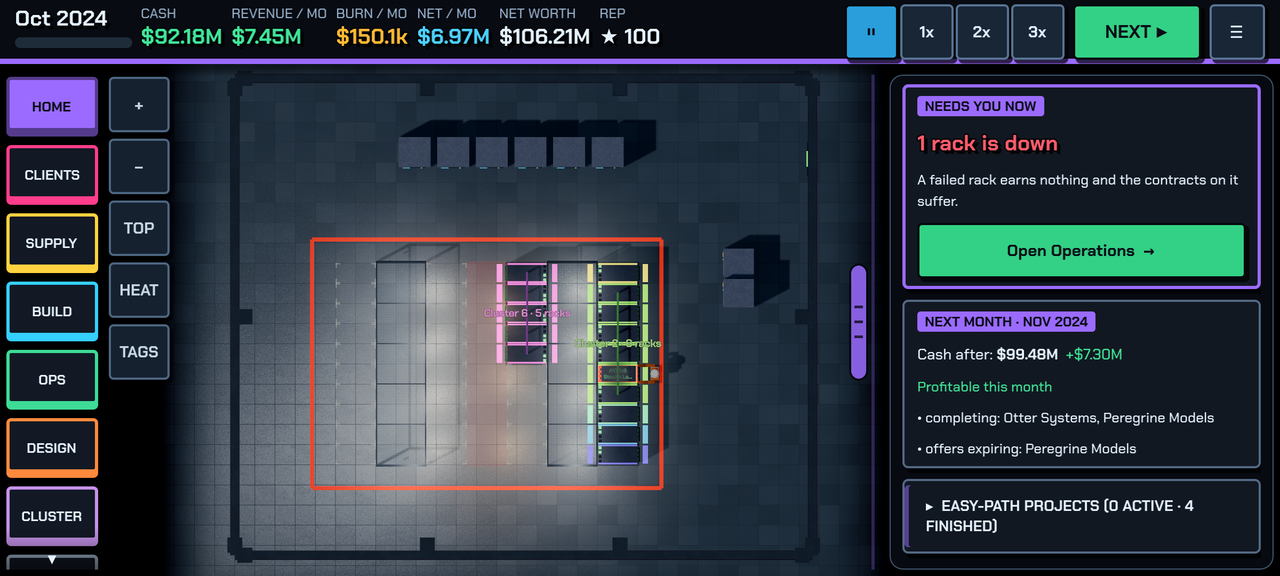 Oct 2024
CASH
$92.18M
REVENUE / MO
$7.45M
BURN / MO
$150.1k
NET / MO
$6.97M
NET WORTH
$106.21M
REP
★ 100
1x
2x
3x
NEXT ▶
☰
HOME
CLIENTS
SUPPLY
BUILD
OPS
DESIGN
CLUSTER
▼
+
−
TOP
HEAT
TAGS
Cluster 6 · 5 racks
NEEDS YOU NOW
1 rack is down
A failed rack earns nothing and the contracts on it
suffer.
Open Operations →
NEXT MONTH · NOV 2024
Cash after: $99.48M +$7.30M
Profitable this month
• completing: Otter Systems, Peregrine Models
• offers expiring: Peregrine Models
▸ EASY-PATH PROJECTS (0 ACTIVE · 4
FINISHED)